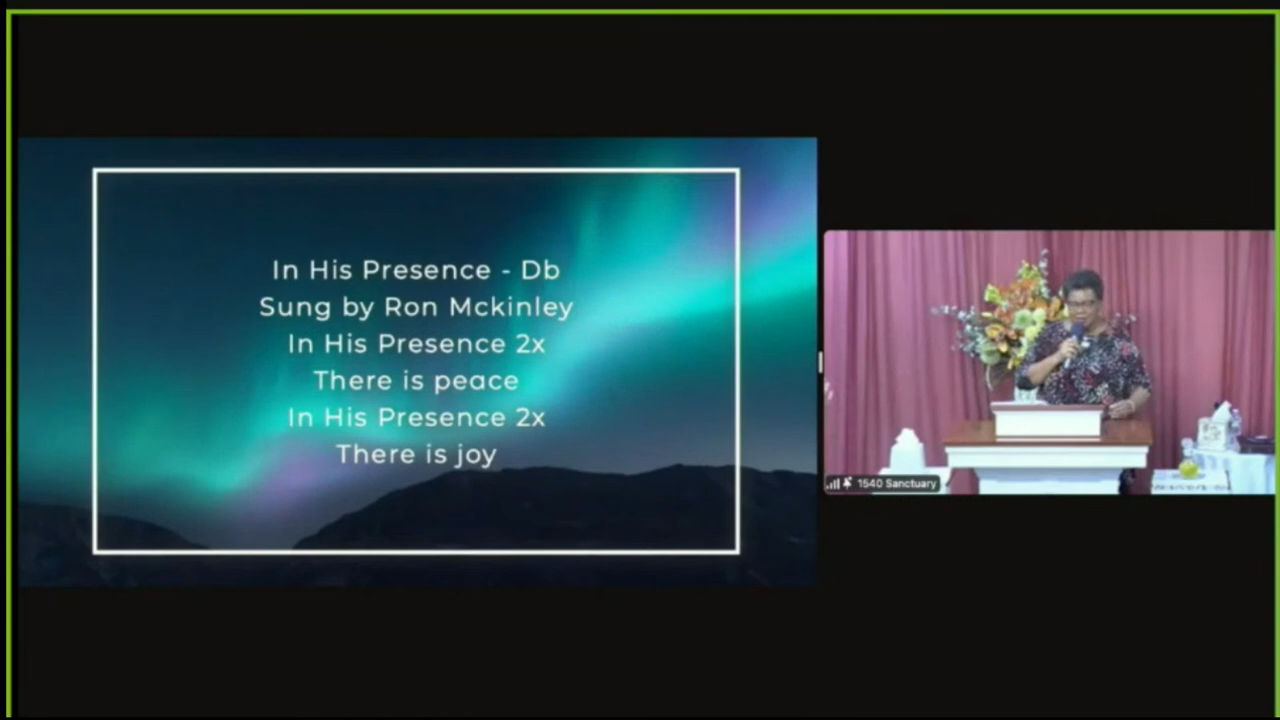 In His Presence - Db
Sung by Ron Mckinley
In His Presence 2x
There is peace
In His Presence 2x
There is joy
1540 Sanctuary